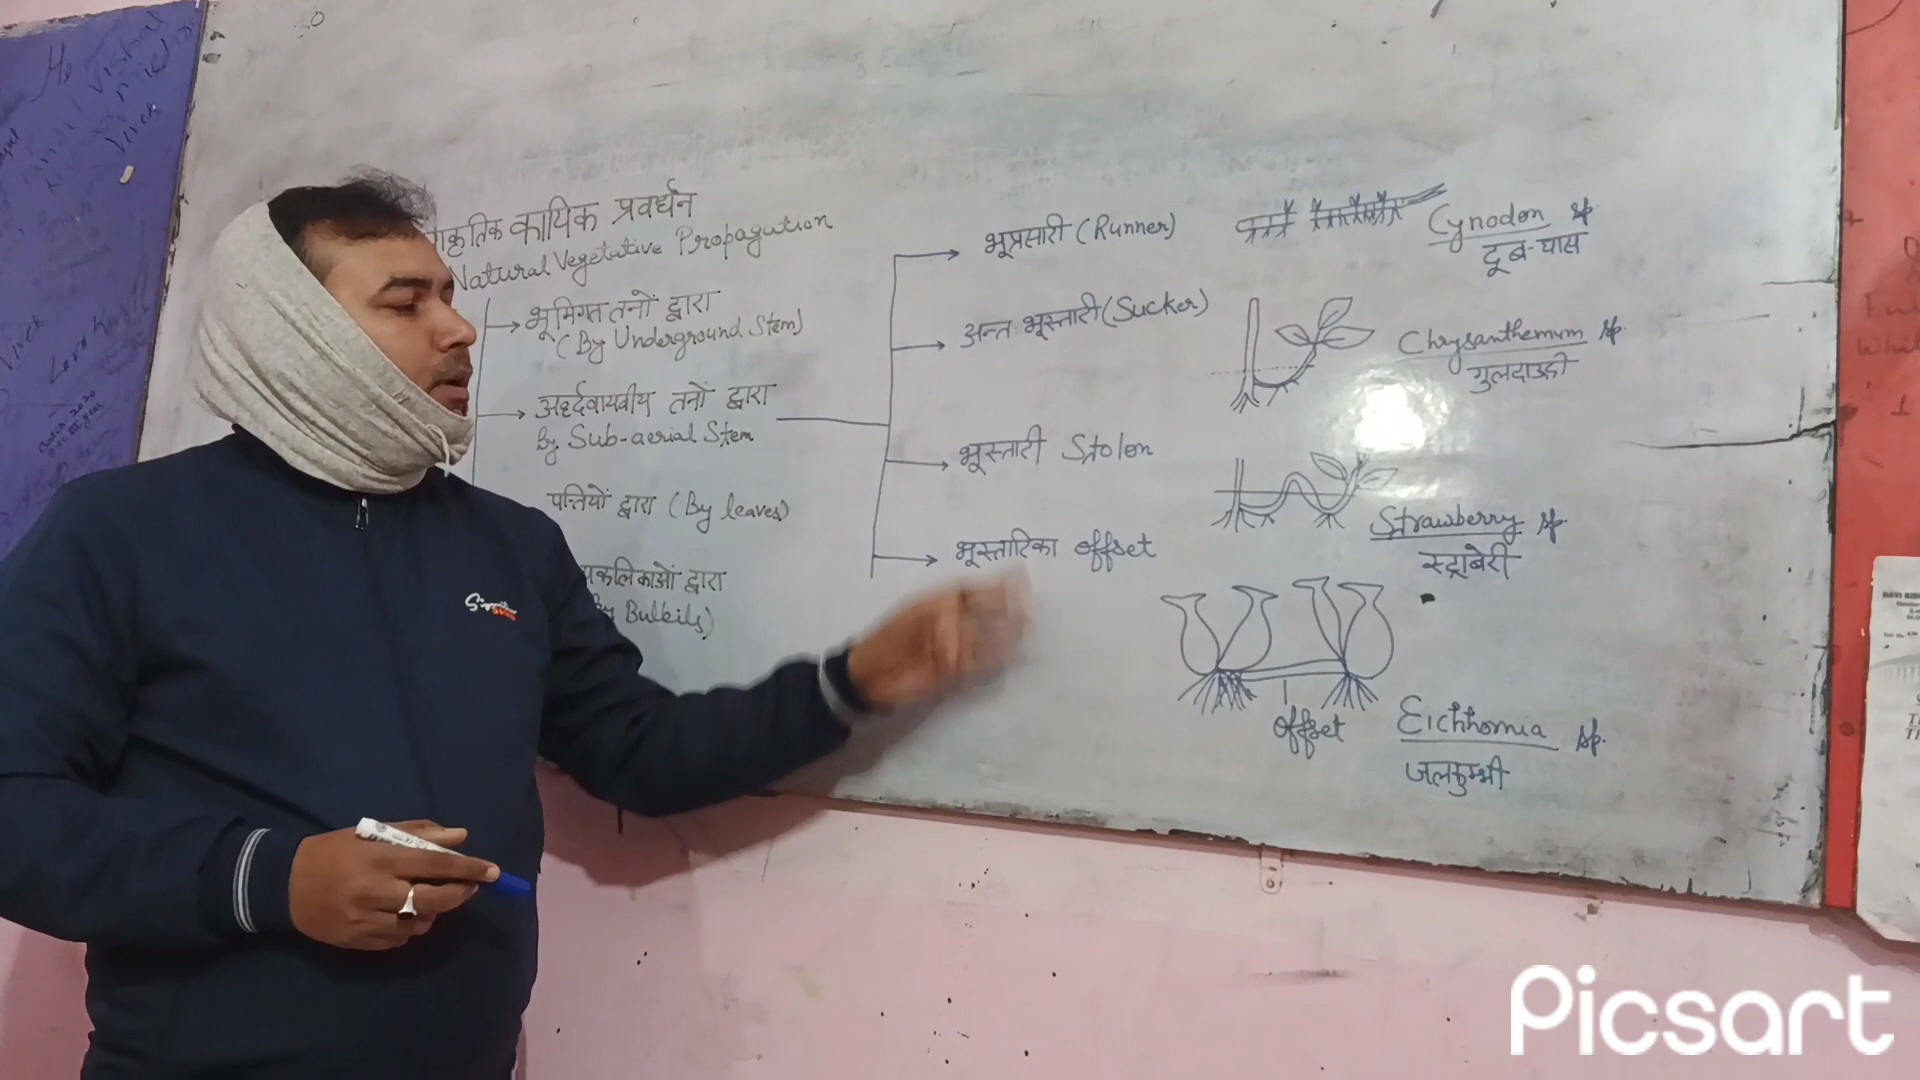 कायिक प्रवर्धन
Natural Vegetative Propagation
भूमिगत तनों द्वारा
(By Underground Stem)
अर्द्धवायवीय तनों द्वारा
By Sub-aerial Stem
पत्तियों द्वारा (By leaves)
द्वारा
By Bulbils)
भूप्रसारी (Runner)
अन्तः भूस्तारी (Sucker)
भूस्तारी Stolon
भूस्तारिका offset
Cynodon sp.
दूब-घास
Chrysanthemum sp.
गुलदाउदी
Strawberry sp.
स्ट्राबेरी
offset
Eichhornia sp.
जलकुम्भी
Picsart